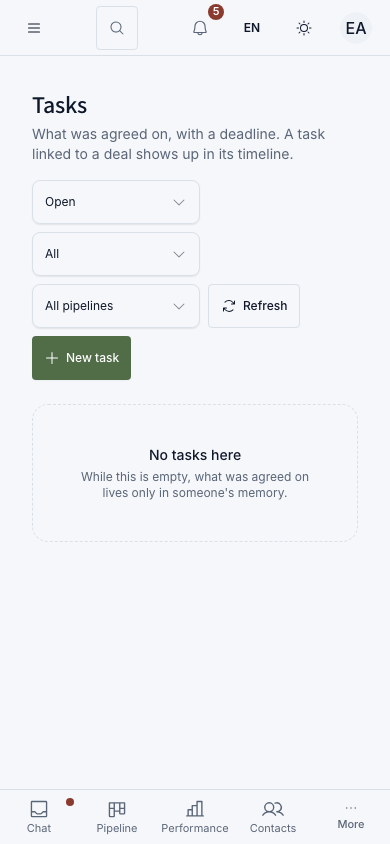 5
EN
EA
Tasks
What was agreed on, with a deadline. A task
linked to a deal shows up in its timeline.
Open
All
All pipelines
Refresh
New task
No tasks here
While this is empty, what was agreed on
lives only in someone's memory.
Chat
Pipeline
Performance
Contacts
More